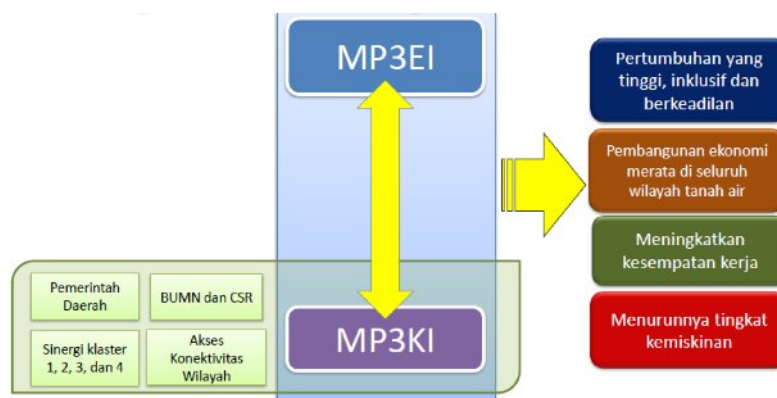 MP3EI
Pertumbuhan yang
tinggi, inklusif dan
berkeadilan
Pembangunan ekonomi
merata di seluruh
wilayah tanah air
Meningkatkan
kesempatan kerja
Menurunnya tingkat
kemiskinan
Pemerintah
Daerah
BUMN dan CSR
Sinergi klaster
1, 2, 3, dan 4
Akses
Konektivitas
Wilayah
MP3KI